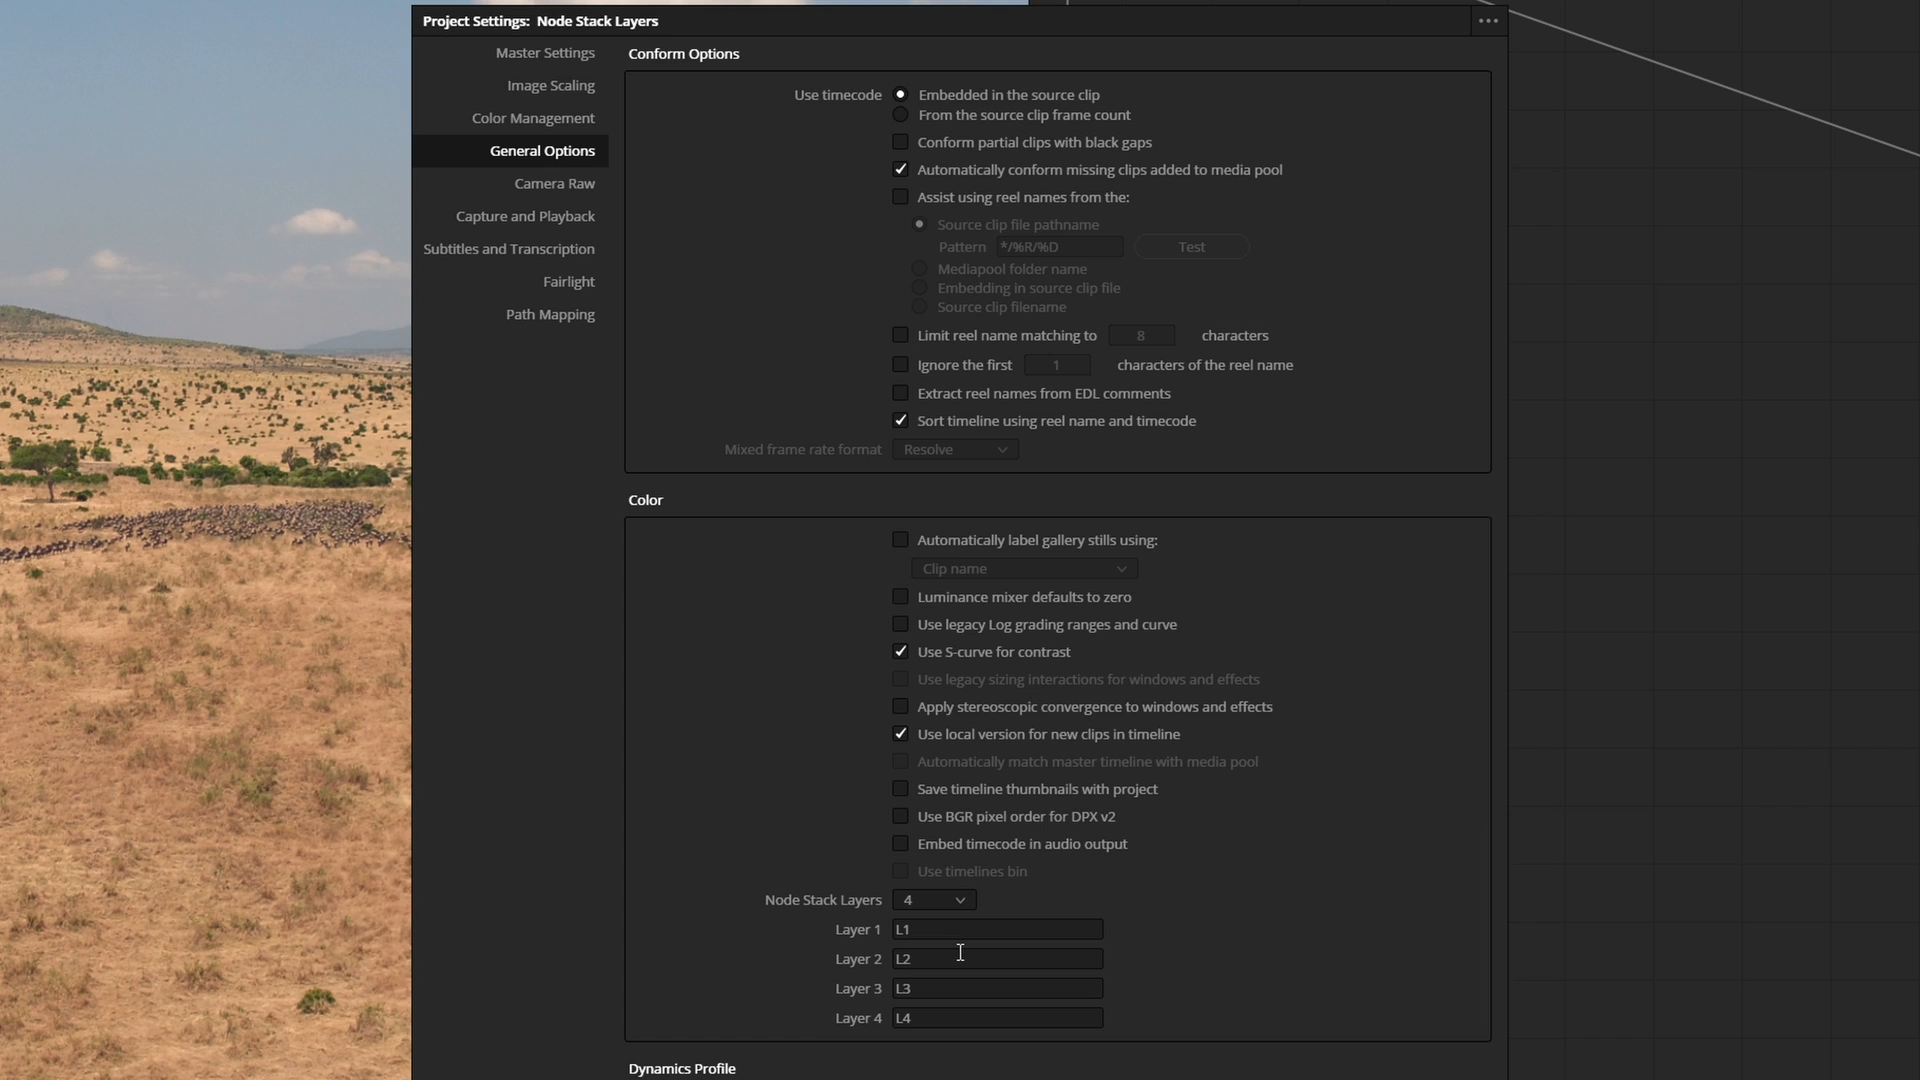 Project Settings: Node Stack Layers
Master Settings
Image Scaling
Color Management
General Options
Camera Raw
Capture and Playback
Subtitles and Transcription
Fairlight
Path Mapping
Conform Options
Use timecode Embedded in the source clip
From the source clip frame count
Conform partial clips with black gaps
Automatically conform missing clips added to media pool
Assist using reel names from the:
Source clip file pathname
Pattern */%R/%D Test
Mediapool folder name
Embedding in source clip file
Source clip filename
Limit reel name matching to 8 characters
Ignore the first 1 characters of the reel name
Extract reel names from EDL comments
Sort timeline using reel name and timecode
Mixed frame rate format Resolve
Color
Automatically label gallery stills using:
Clip name
Luminance mixer defaults to zero
Use legacy Log grading ranges and curve
Use S-curve for contrast
Use legacy sizing interactions for windows and effects
Apply stereoscopic convergence to windows and effects
Use local version for new clips in timeline
Automatically match master timeline with media pool
Save timeline thumbnails with project
Use BGR pixel order for DPX v2
Embed timecode in audio output
Use timelines bin
Node Stack Layers 4
Layer 1 L1
Layer 2 L2
Layer 3 L3
Layer 4 L4
Dynamics Profile